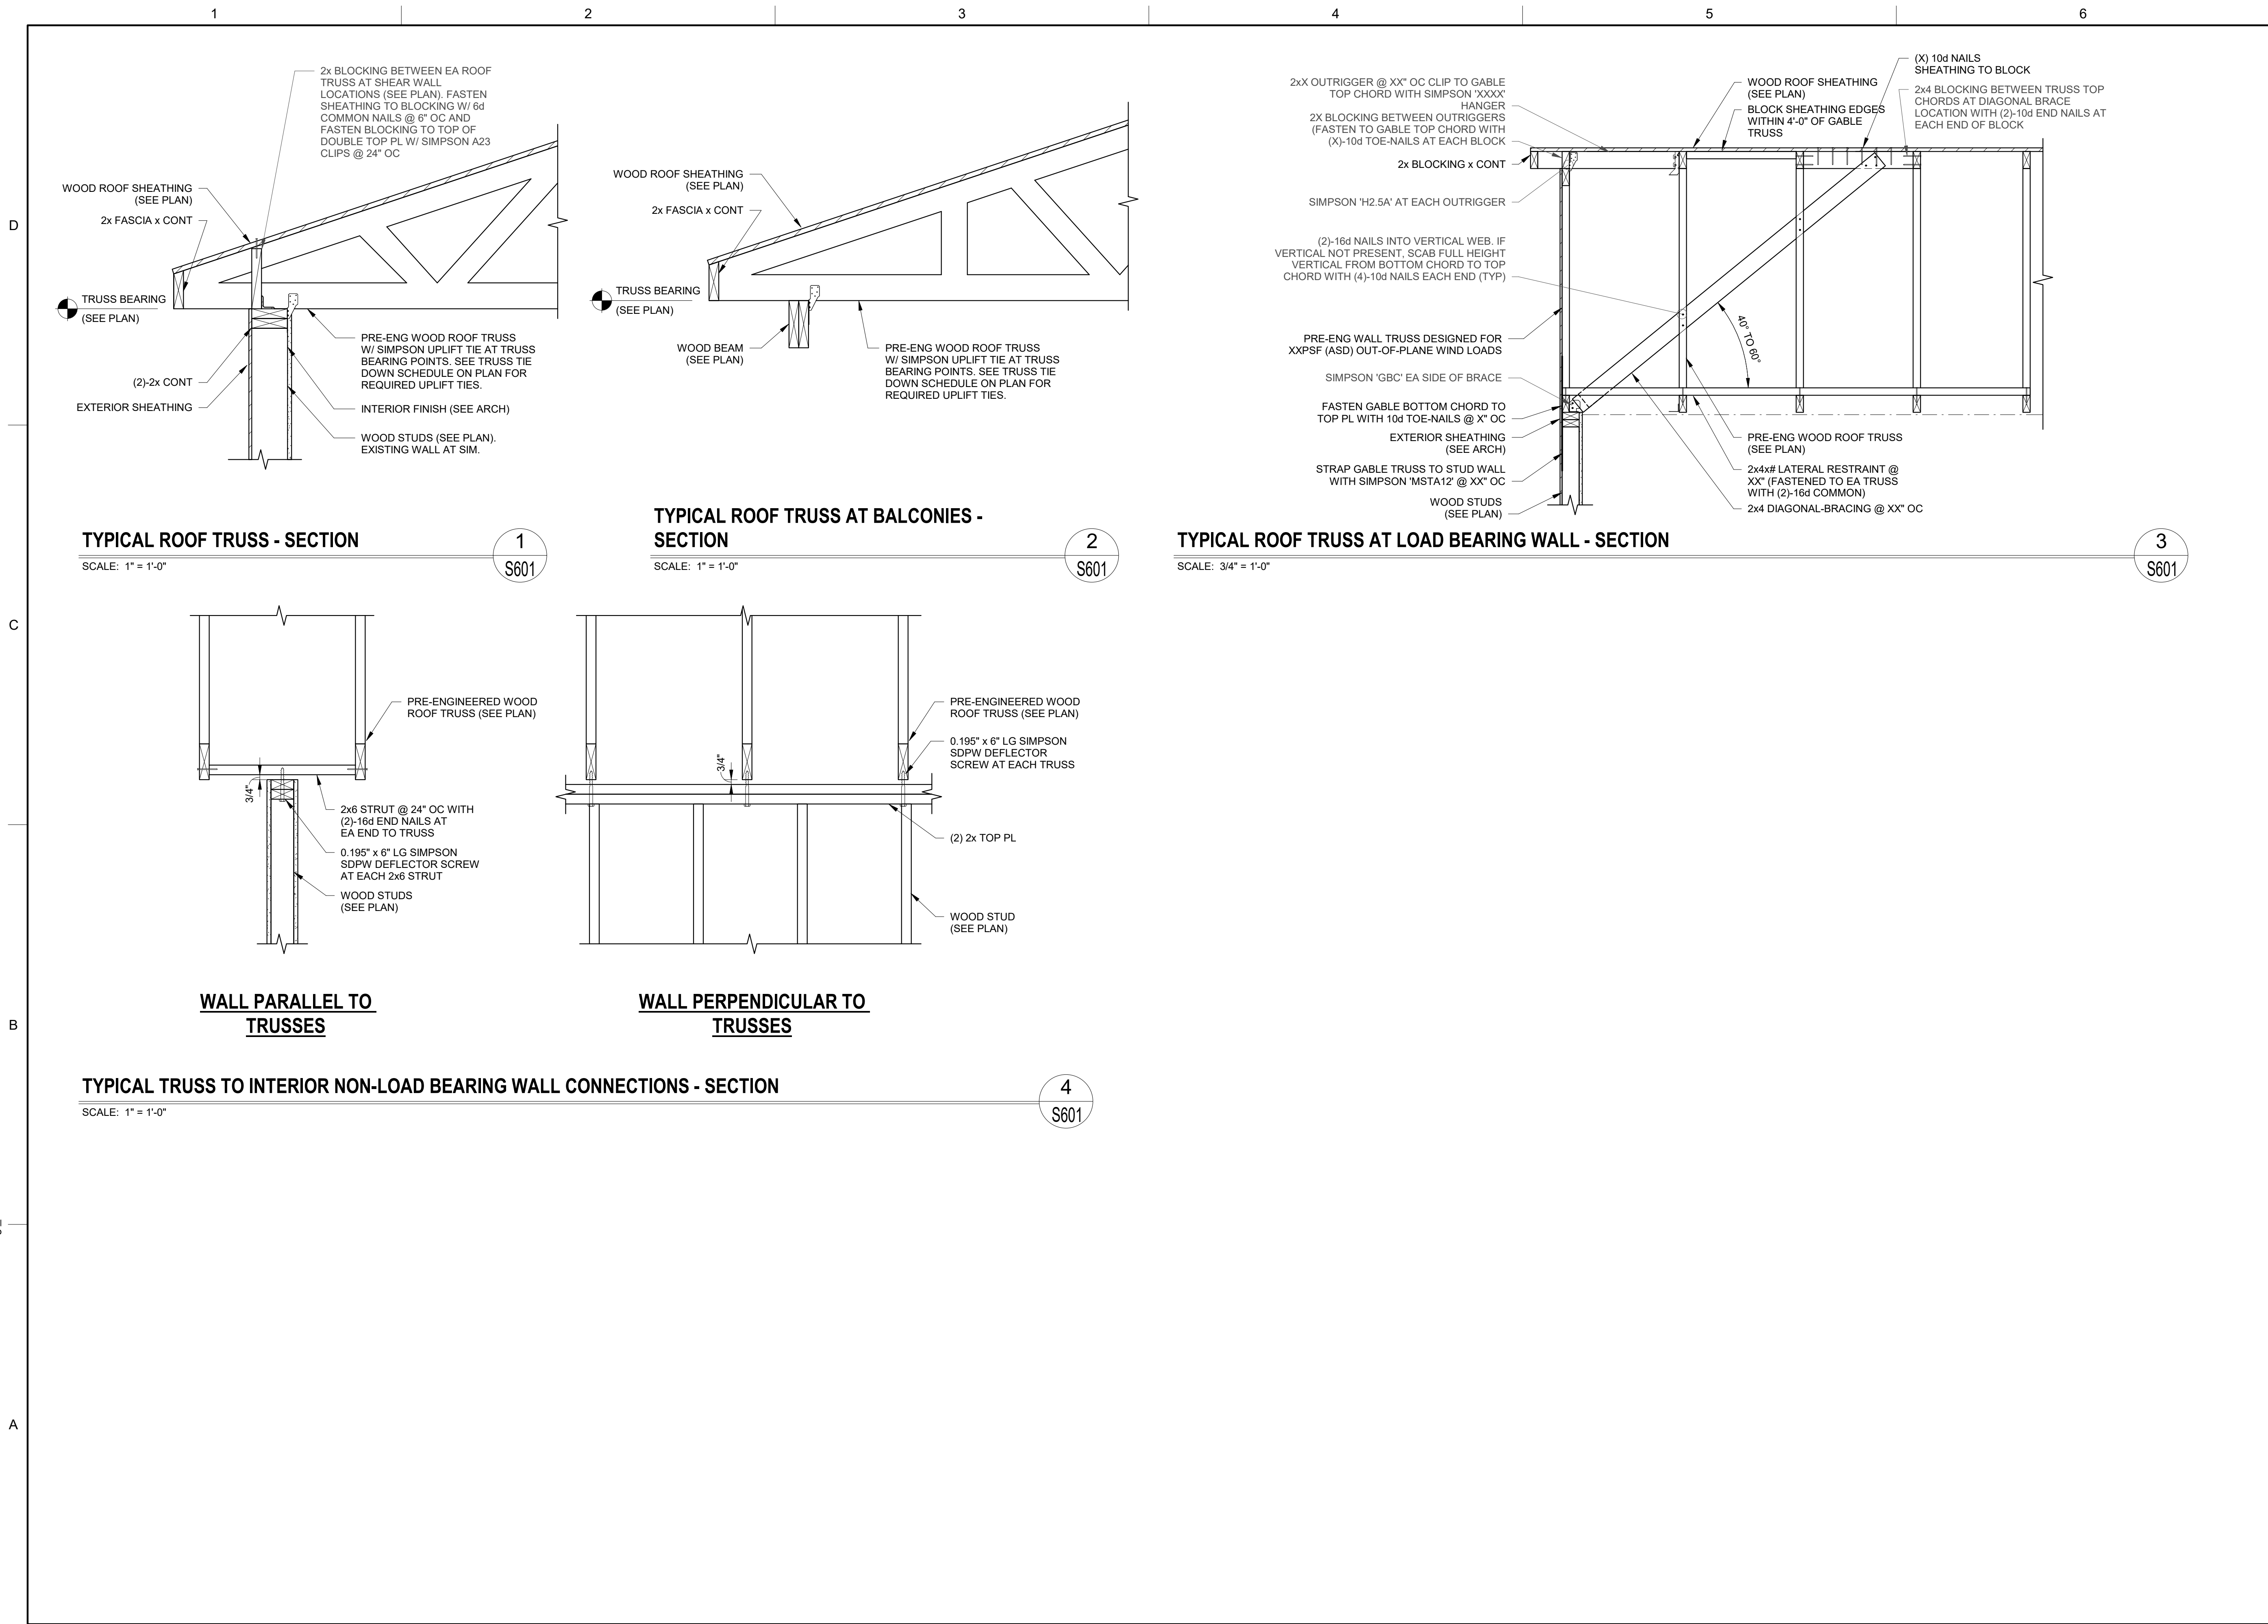 1
2
3
4
5
6
D
C
B
A
2x BLOCKING BETWEEN EA ROOF
TRUSS AT SHEAR WALL
LOCATIONS (SEE PLAN). FASTEN
SHEATHING TO BLOCKING W/ 6d
COMMON NAILS @ 6" OC AND
FASTEN BLOCKING TO TOP OF
DOUBLE TOP PL W/ SIMPSON A23
CLIPS @ 24" OC
WOOD ROOF SHEATHING
(SEE PLAN)
2x FASCIA x CONT
TRUSS BEARING
(SEE PLAN)
(2)-2x CONT
EXTERIOR SHEATHING
PRE-ENG WOOD ROOF TRUSS
W/ SIMPSON UPLIFT TIE AT TRUSS
BEARING POINTS. SEE TRUSS TIE
DOWN SCHEDULE ON PLAN FOR
REQUIRED UPLIFT TIES.
INTERIOR FINISH (SEE ARCH)
WOOD STUDS (SEE PLAN).
EXISTING WALL AT SIM.
TYPICAL ROOF TRUSS - SECTION
SCALE: 1" = 1'-0"
1
S601
WOOD ROOF SHEATHING
(SEE PLAN)
2x FASCIA x CONT
TRUSS BEARING
(SEE PLAN)
WOOD BEAM
(SEE PLAN)
PRE-ENG WOOD ROOF TRUSS
W/ SIMPSON UPLIFT TIE AT TRUSS
BEARING POINTS. SEE TRUSS TIE
DOWN SCHEDULE ON PLAN FOR
REQUIRED UPLIFT TIES.
TYPICAL ROOF TRUSS AT BALCONIES -
SECTION
SCALE: 1" = 1'-0"
2
S601
2xX OUTRIGGER @ XX" OC CLIP TO GABLE
TOP CHORD WITH SIMPSON 'XXXX'
HANGER
2X BLOCKING BETWEEN OUTRIGGERS
(FASTEN TO GABLE TOP CHORD WITH
(X)-10d TOE-NAILS AT EACH BLOCK
2x BLOCKING x CONT
SIMPSON 'H2.5A' AT EACH OUTRIGGER
(2)-16d NAILS INTO VERTICAL WEB. IF
VERTICAL NOT PRESENT, SCAB FULL HEIGHT
VERTICAL FROM BOTTOM CHORD TO TOP
CHORD WITH (4)-10d NAILS EACH END (TYP)
PRE-ENG WALL TRUSS DESIGNED FOR
XXPSF (ASD) OUT-OF-PLANE WIND LOADS
SIMPSON 'GBC' EA SIDE OF BRACE
FASTEN GABLE BOTTOM CHORD TO
TOP PL WITH 10d TOE-NAILS @ X" OC
EXTERIOR SHEATHING
(SEE ARCH)
STRAP GABLE TRUSS TO STUD WALL
WITH SIMPSON 'MSTA12' @ XX" OC
WOOD STUDS
(SEE PLAN)
WOOD ROOF SHEATHING
(SEE PLAN)
BLOCK SHEATHING EDGES
WITHIN 4'-0" OF GABLE
TRUSS
(X) 10d NAILS
SHEATHING TO BLOCK
2x4 BLOCKING BETWEEN TRUSS TOP
CHORDS AT DIAGONAL BRACE
LOCATION WITH (2)-10d END NAILS AT
EACH END OF BLOCK
40° TO 60°
PRE-ENG WOOD ROOF TRUSS
(SEE PLAN)
2x4x# LATERAL RESTRAINT @
XX" (FASTENED TO EA TRUSS
WITH (2)-16d COMMON)
2x4 DIAGONAL-BRACING @ XX" OC
TYPICAL ROOF TRUSS AT LOAD BEARING WALL - SECTION
SCALE: 3/4" = 1'-0"
3
S601
PRE-ENGINEERED WOOD
ROOF TRUSS (SEE PLAN)
3/4"
2x6 STRUT @ 24" OC WITH
(2)-16d END NAILS AT
EA END TO TRUSS
0.195" x 6" LG SIMPSON
SDPW DEFLECTOR SCREW
AT EACH 2x6 STRUT
WOOD STUDS
(SEE PLAN)
WALL PARALLEL TO
TRUSSES
PRE-ENGINEERED WOOD
ROOF TRUSS (SEE PLAN)
0.195" x 6" LG SIMPSON
SDPW DEFLECTOR
SCREW AT EACH TRUSS
3/4"
(2) 2x TOP PL
WOOD STUD
(SEE PLAN)
WALL PERPENDICULAR TO
TRUSSES
TYPICAL TRUSS TO INTERIOR NON-LOAD BEARING WALL CONNECTIONS - SECTION
SCALE: 1" = 1'-0"
4
S601